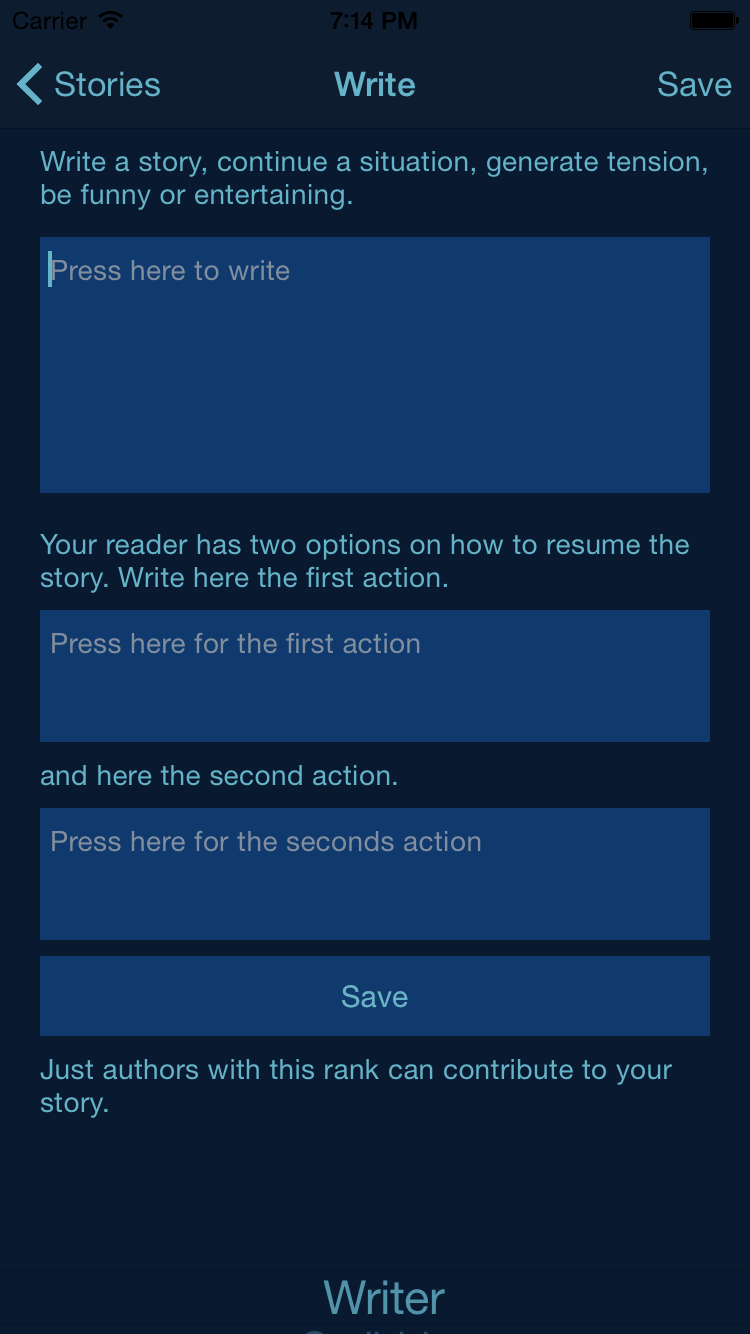 Carrier 7:14 PM
Stories Write Save
Write a story, continue a situation, generate tension,
be funny or entertaining.
Press here to write
Your reader has two options on how to resume the
story. Write here the first action.
Press here for the first action
and here the second action.
Press here for the seconds action
Save
Just authors with this rank can contribute to your
story.
Writer